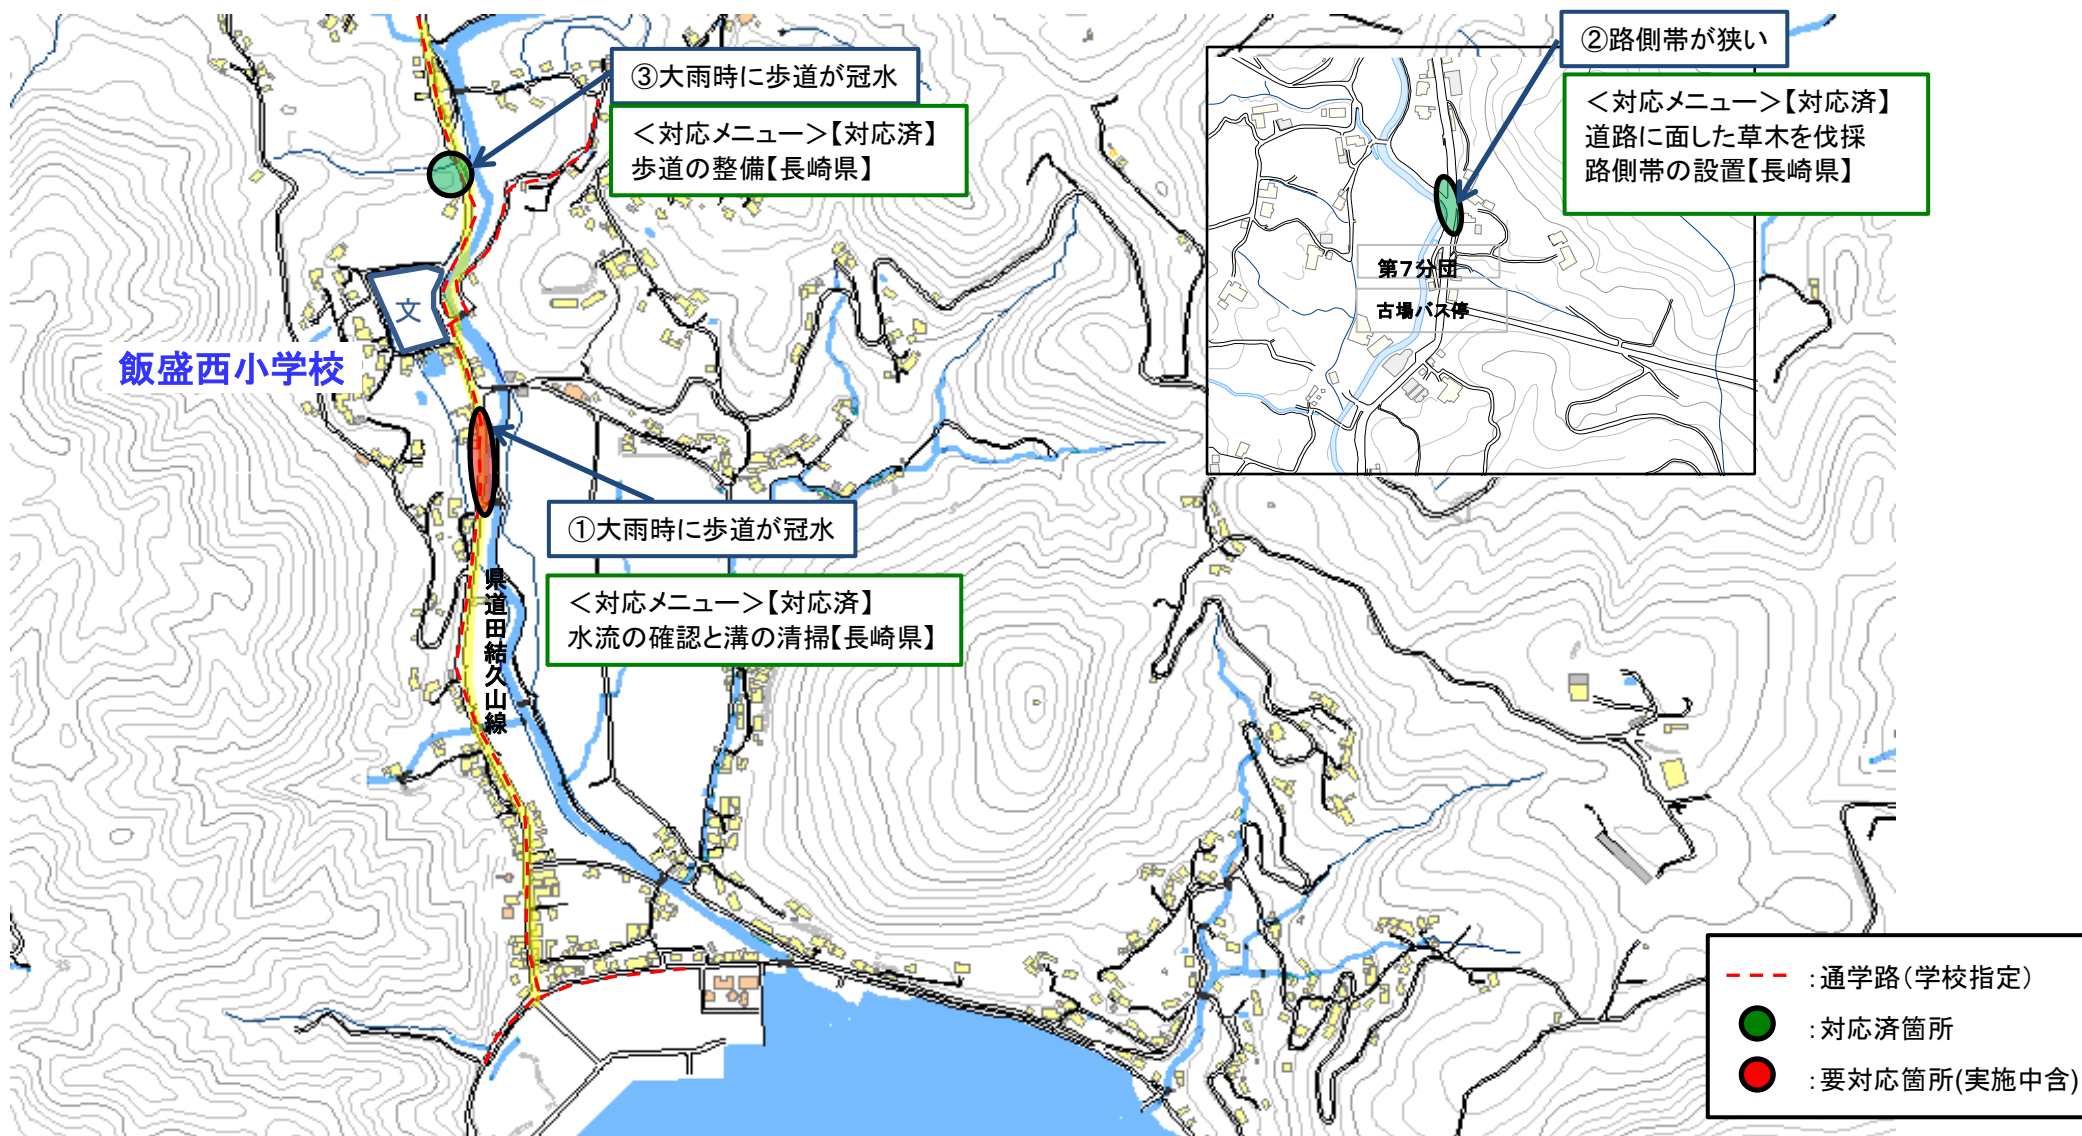 ③大雨時に歩道が冠水
＜対応メニュー＞【対応済】
歩道の整備【長崎県】
②路側帯が狭い
＜対応メニュー＞【対応済】
道路に面した草木を伐採
路側帯の設置【長崎県】
第7分団
古場バス停
文
飯盛西小学校
①大雨時に歩道が冠水
＜対応メニュー＞【対応済】
水流の確認と溝の清掃【長崎県】
県道田結久山線
：通学路（学校指定）
：対応済箇所
：要対応箇所(実施中含)